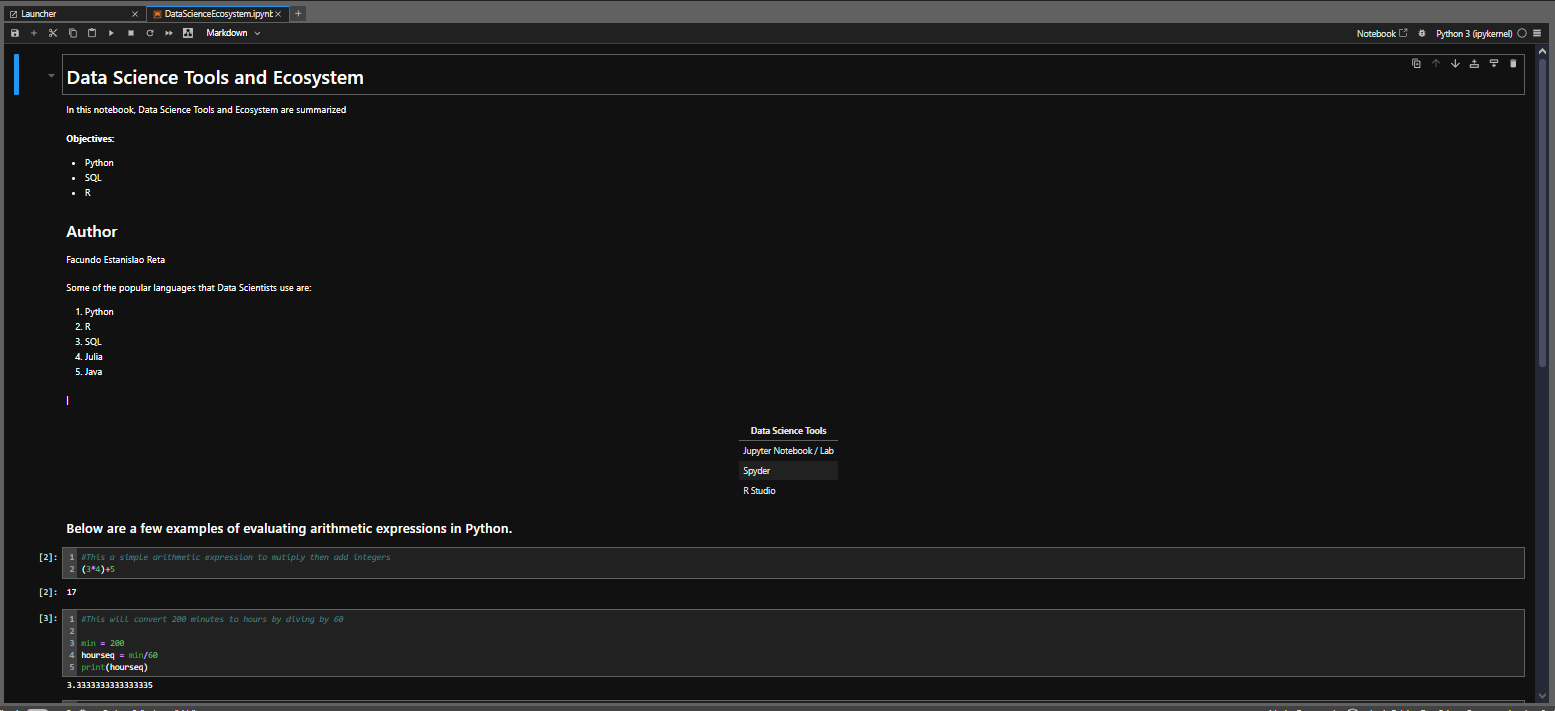 Launcher
DataScienceEcosystem.ipynb
Markdown
Notebook
Python 3 (ipykernel)
Data Science Tools and Ecosystem
In this notebook, Data Science Tools and Ecosystem are summarized
Objectives:
• Python
• SQL
• R
Author
Facundo Estanislao Reta
Some of the popular languages that Data Scientists use are:
1. Python
2. R
3. SQL
4. Julia
5. Java
|
Data Science Tools
Jupyter Notebook / Lab
Spyder
R Studio
Below are a few examples of evaluating arithmetic expressions in Python.
[2]: 1 #This a simple arithmetic expression to mutiply then add integers
2 (3*4)+5
[2]: 17
[3]: 1 #This will convert 200 minutes to hours by diving by 60
2
3 min = 200
4 hourseq = min/60
5 print(hourseq)
3.3333333333333335